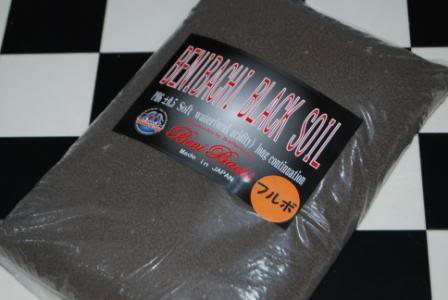 BENIBACHI BLACK SOIL
Soft water(weak acidity) long continuation
Beni Bachi
Made in JAPAN
フルボ